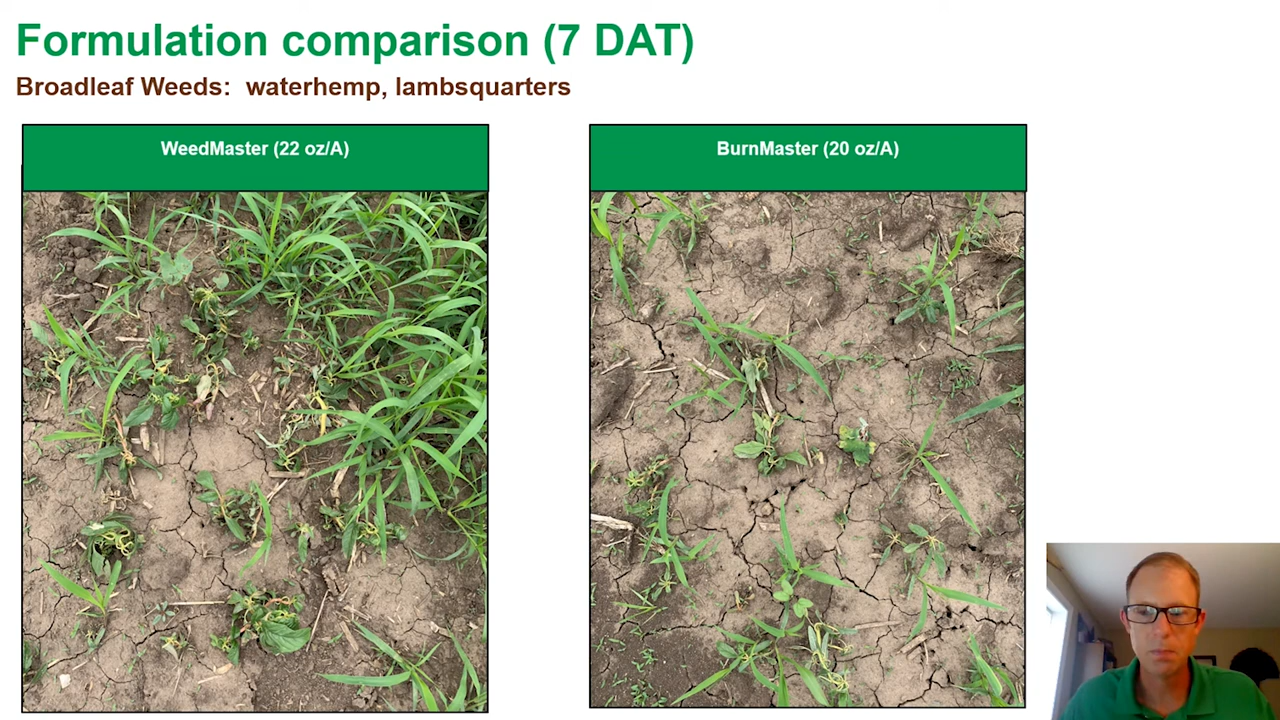 Formulation comparison (7 DAT)
Broadleaf Weeds: waterhemp, lambsquarters
WeedMaster (22 oz/A)
BurnMaster (20 oz/A)